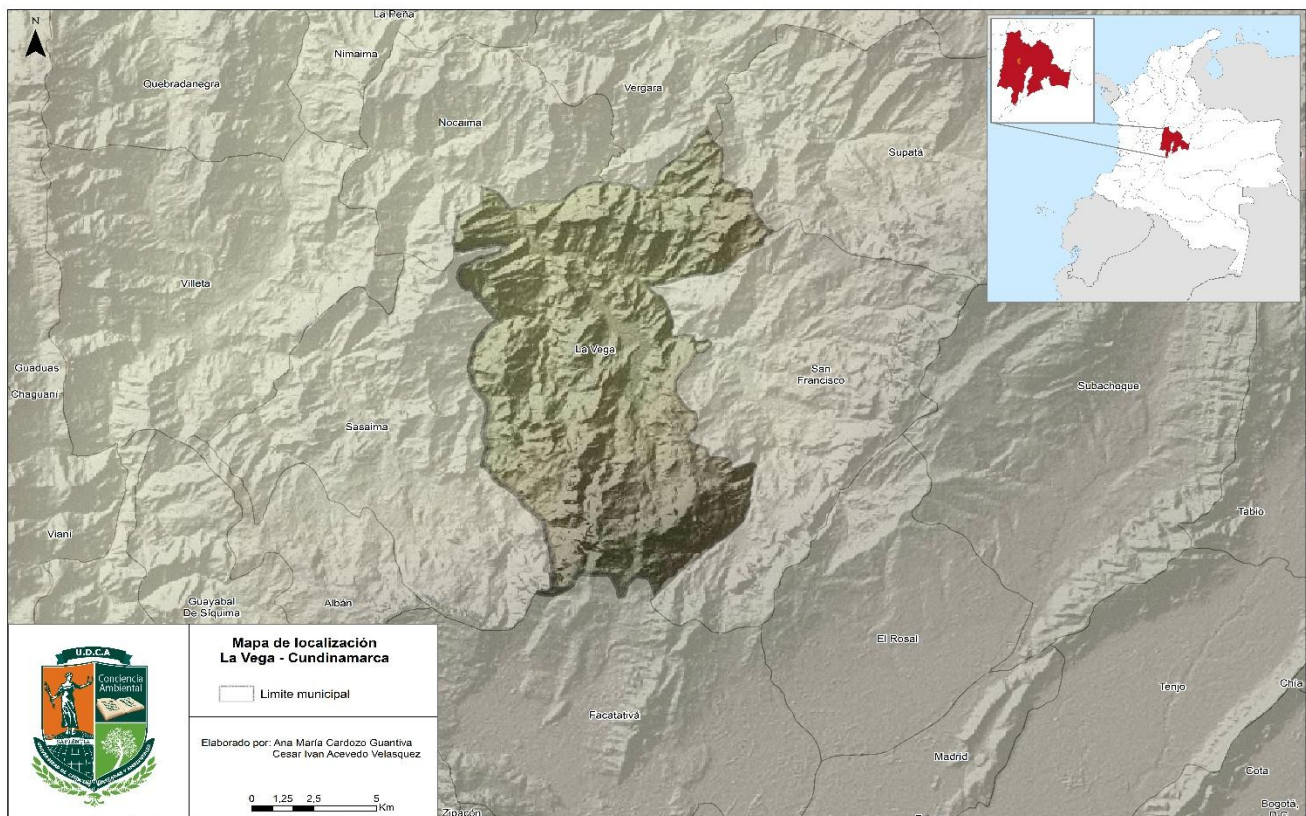 N
La Peña
Nimaima
Quebradanegra
Vergara
Nocaima
Supatá
Villeta
La Vega
Guaduas
San
Francisco
Subachoque
Chaguaní
Sasaima
Tabio
Vianí
Guayabal
De Síquima
Albán
El Rosal
Tenjo
Chía
Facatativá
Madrid
Cota
Bogotá,
D.C.
Zipacón
U.D.C.A
Conciencia
Ambiental
SAPIENCIA
Mapa de localización
La Vega - Cundinamarca
Limite municipal
Elaborado por: Ana María Cardozo Guantiva
Cesar Ivan Acevedo Velasquez
0 1,25 2,5 5
Km